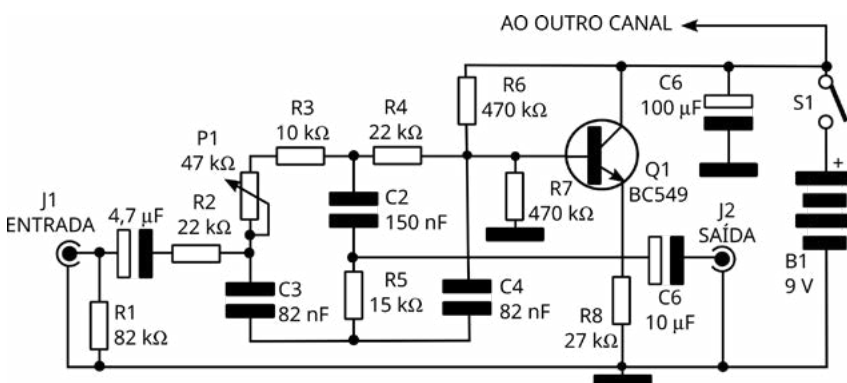 AO OUTRO CANAL
R6
470 kΩ
C6
100 µF
S1
R3
10 kΩ
R4
22 kΩ
P1
47 kΩ
Q1
BC549
+
J1
ENTRADA
4,7 µF
R2
22 kΩ
C2
150 nF
R7
470 kΩ
J2
SAÍDA
B1
9 V
R1
82 kΩ
C3
82 nF
R5
15 kΩ
C4
82 nF
R8
27 kΩ
C6
10 µF